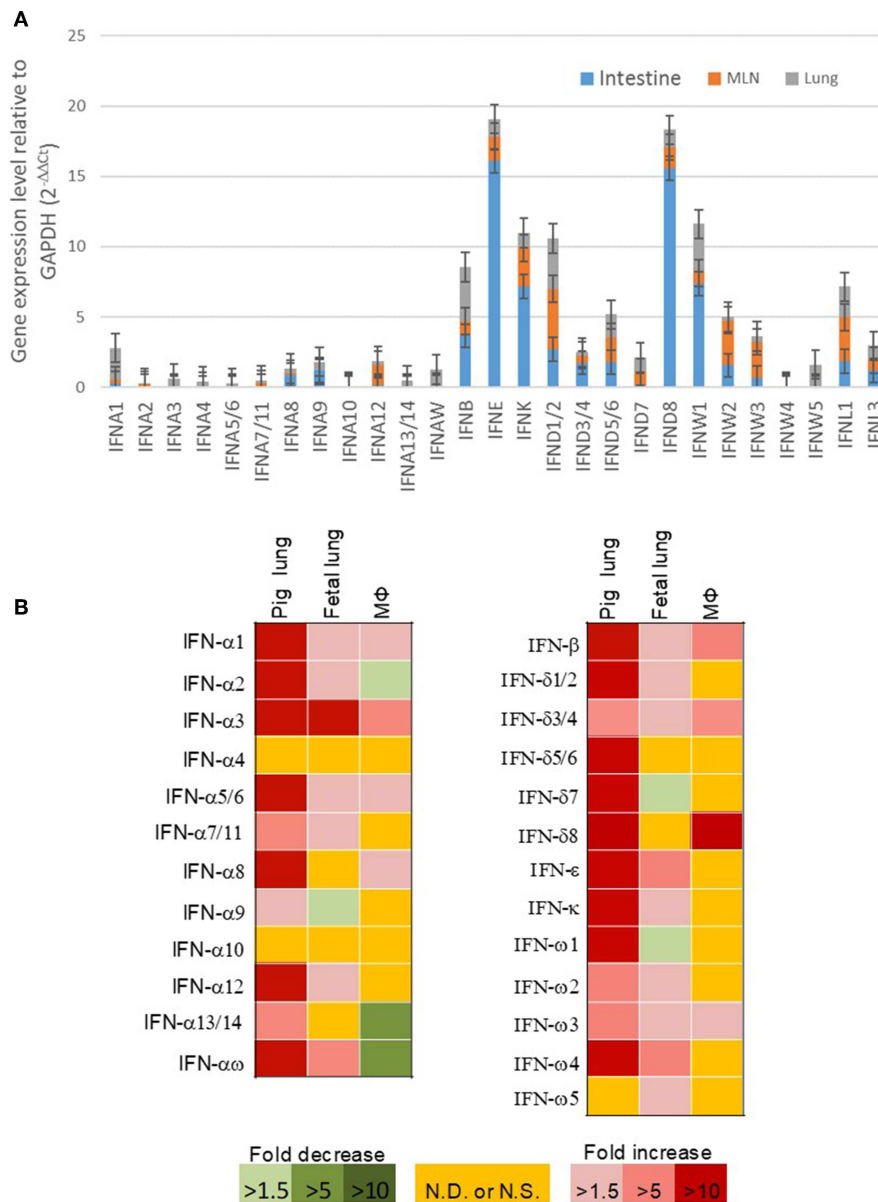 A
25
20
15
10
5
0
Gene expression level relative to
GAPDH (2^-ΔΔCt)
Intestine MLN Lung
IFNA1 IFNA2 IFNA3 IFNA4 IFNA5/6 IFNA7/11 IFNA8 IFNA9 IFNA10 IFNA12 IFNA13/14 IFNAW IFNB IFNE IFNK IFND1/2 IFND3/4 IFND5/6 IFND7 IFND8 IFNW1 IFNW2 IFNW3 IFNW4 IFNW5 IFNL1 IFNL3
B
Pig lung Fetal lung MΦ
IFN-α1
IFN-α2
IFN-α3
IFN-α4
IFN-α5/6
IFN-α7/11
IFN-α8
IFN-α9
IFN-α10
IFN-α12
IFN-α13/14
IFN-αω
Pig lung Fetal lung MΦ
IFN-β
IFN-δ1/2
IFN-δ3/4
IFN-δ5/6
IFN-δ7
IFN-δ8
IFN-ε
IFN-κ
IFN-ω1
IFN-ω2
IFN-ω3
IFN-ω4
IFN-ω5
Fold decrease
>1.5 >5 >10
N.D. or N.S.
Fold increase
>1.5 >5 >10